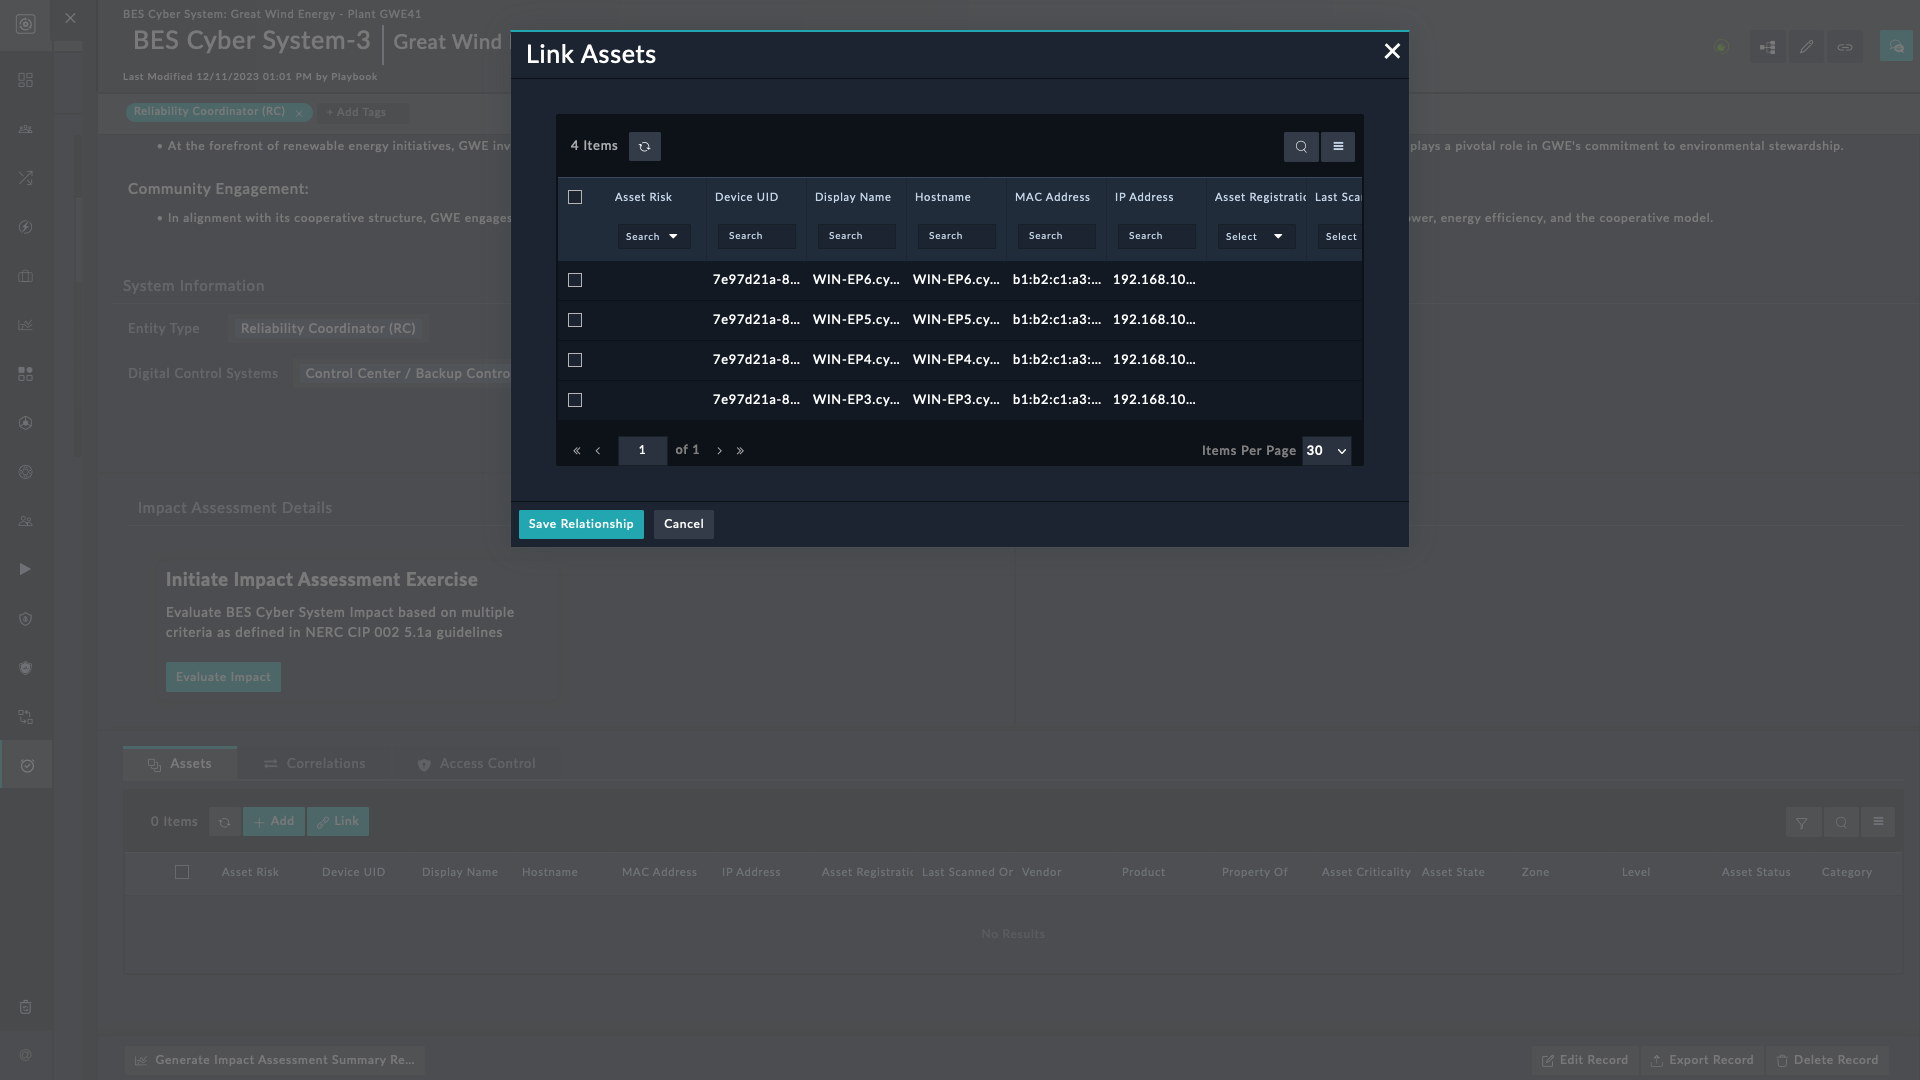 BES Cyber System: Great Wind Energy - Plant GWE41
BES Cyber System-3
Great Wind
Last Modified 12/11/2023 01:01 PM by Playbook
Reliability Coordinator (RC) ×
+ Add Tags
• At the forefront of renewable energy initiatives, GWE inv
plays a pivotal role in GWE's commitment to environmental stewardship.
Community Engagement:
• In alignment with its cooperative structure, GWE engages
ower, energy efficiency, and the cooperative model.
System Information
Entity Type
Reliability Coordinator (RC)
Digital Control Systems
Control Center / Backup Contro
Impact Assessment Details
Initiate Impact Assessment Exercise
Evaluate BES Cyber System Impact based on multiple
criteria as defined in NERC CIP 002 5.1a guidelines
Evaluate Impact
Link Assets
4 Items
Asset Risk Device UID Display Name Hostname MAC Address IP Address Asset Registratic Last Sca
Search Search Search Search Search Search Select Select
7e97d21a-8... WIN-EP6.cy... WIN-EP6.cy... b1:b2:c1:a3:... 192.168.10...
7e97d21a-8... WIN-EP5.cy... WIN-EP5.cy... b1:b2:c1:a3:... 192.168.10...
7e97d21a-8... WIN-EP4.cy... WIN-EP4.cy... b1:b2:c1:a3:... 192.168.10...
7e97d21a-8... WIN-EP3.cy... WIN-EP3.cy... b1:b2:c1:a3:... 192.168.10...
« ‹ 1 of 1 › »
Items Per Page 30
Save Relationship
Cancel
Assets
Correlations
Access Control
0 Items
+ Add
Link
Asset Risk Device UID Display Name Hostname MAC Address IP Address Asset Registratic Last Scanned Or Vendor Product Property Of Asset Criticality Asset State Zone Level Asset Status Category
No Results
Generate Impact Assessment Summary Re...
Edit Record
Export Record
Delete Record